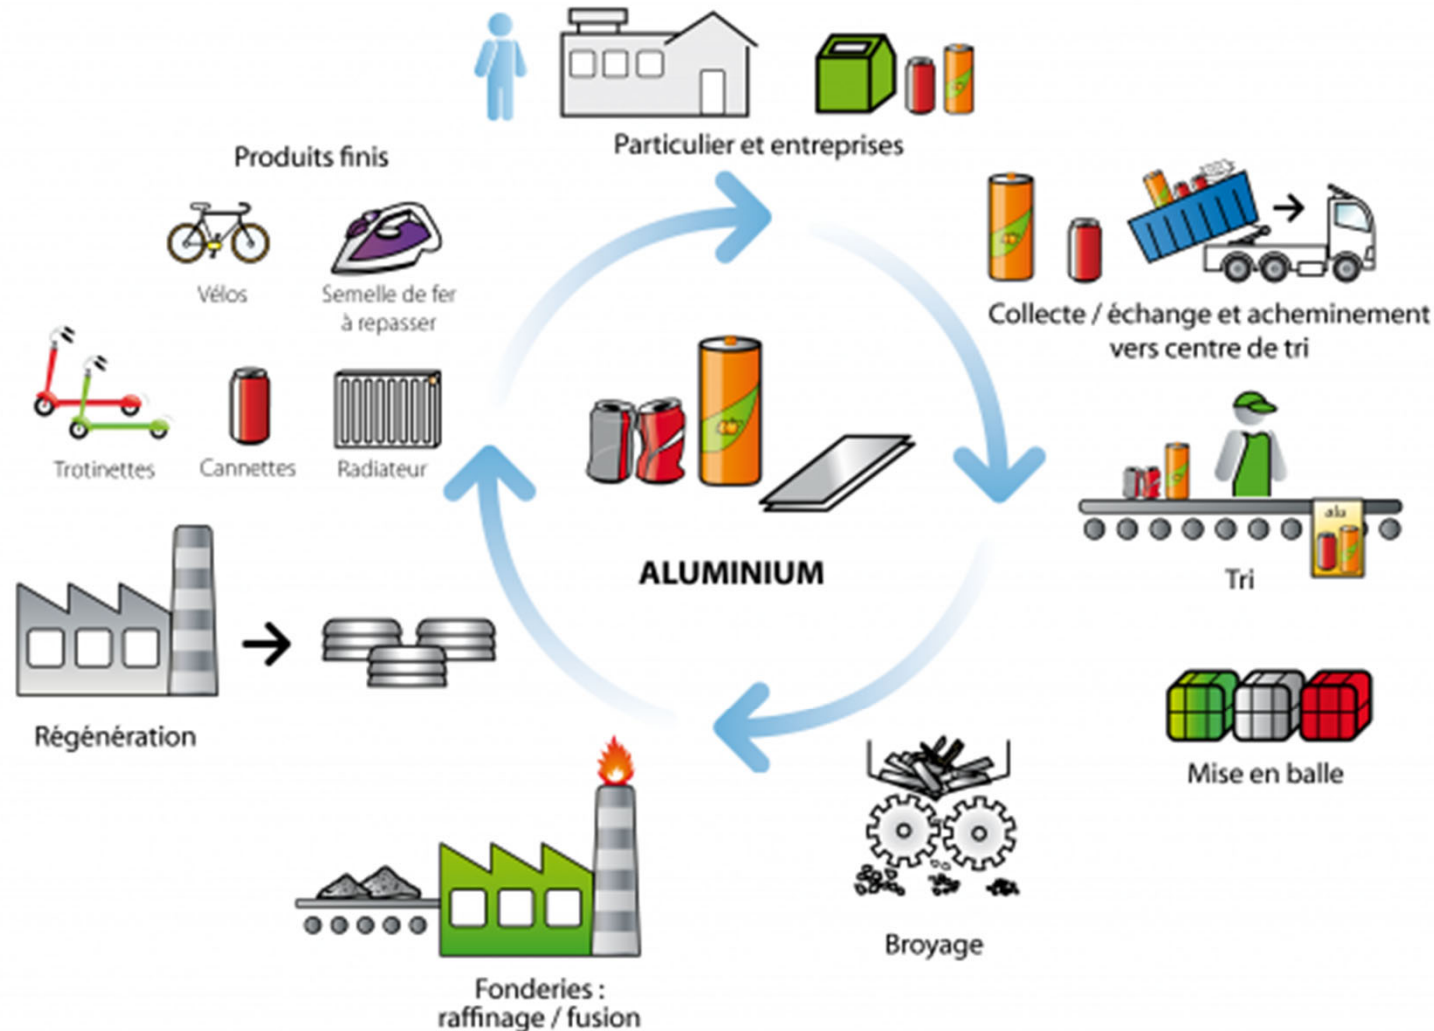 Particulier et entreprises
Produits finis
Vélos
Semelle de fer
à repasser
Collecte / échange et acheminement
vers centre de tri
Trotinettes
Cannettes
Radiateur
alu
Tri
ALUMINIUM
Régénération
Mise en balle
Broyage
Fonderies :
raffinage / fusion